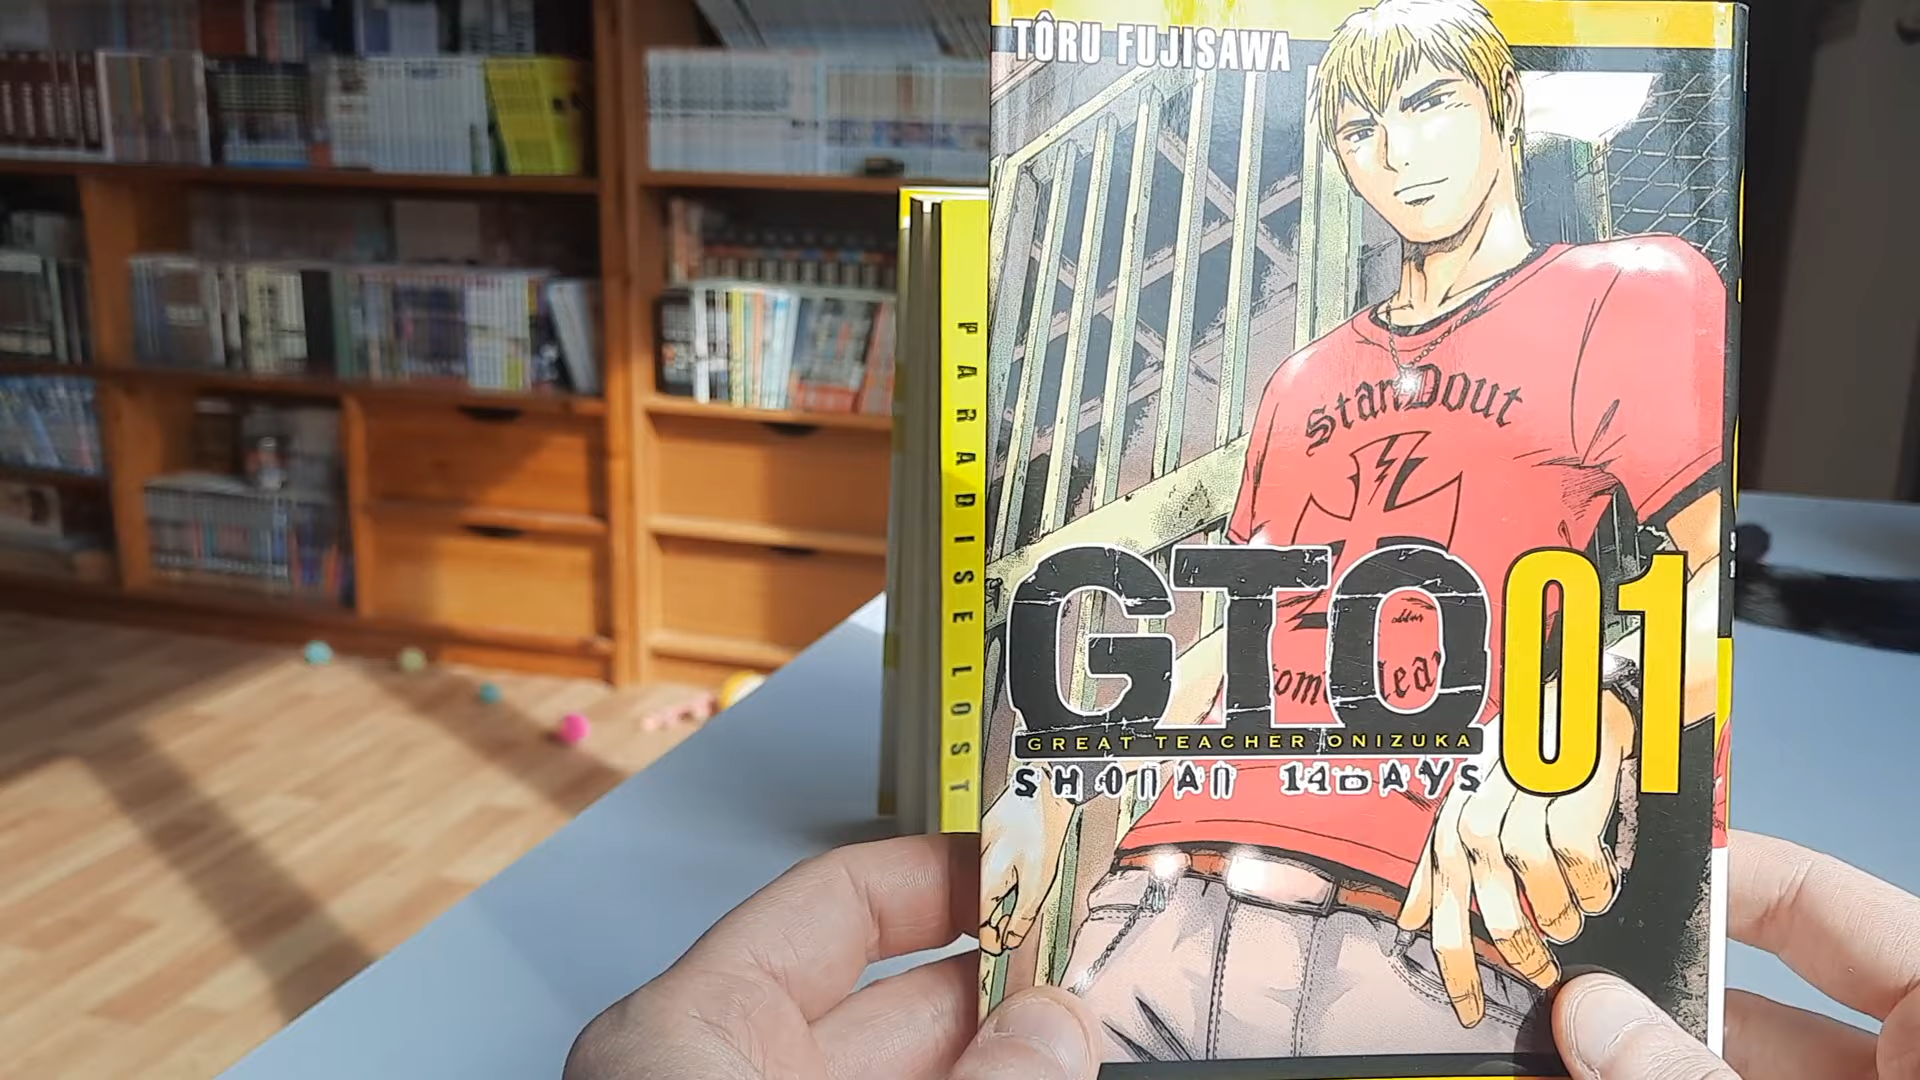 TÔRU FUJISAWA
StanDout
GTO
01
GREAT TEACHER ONIZUKA
SHONAN 14DAYS
PARADISE LOST